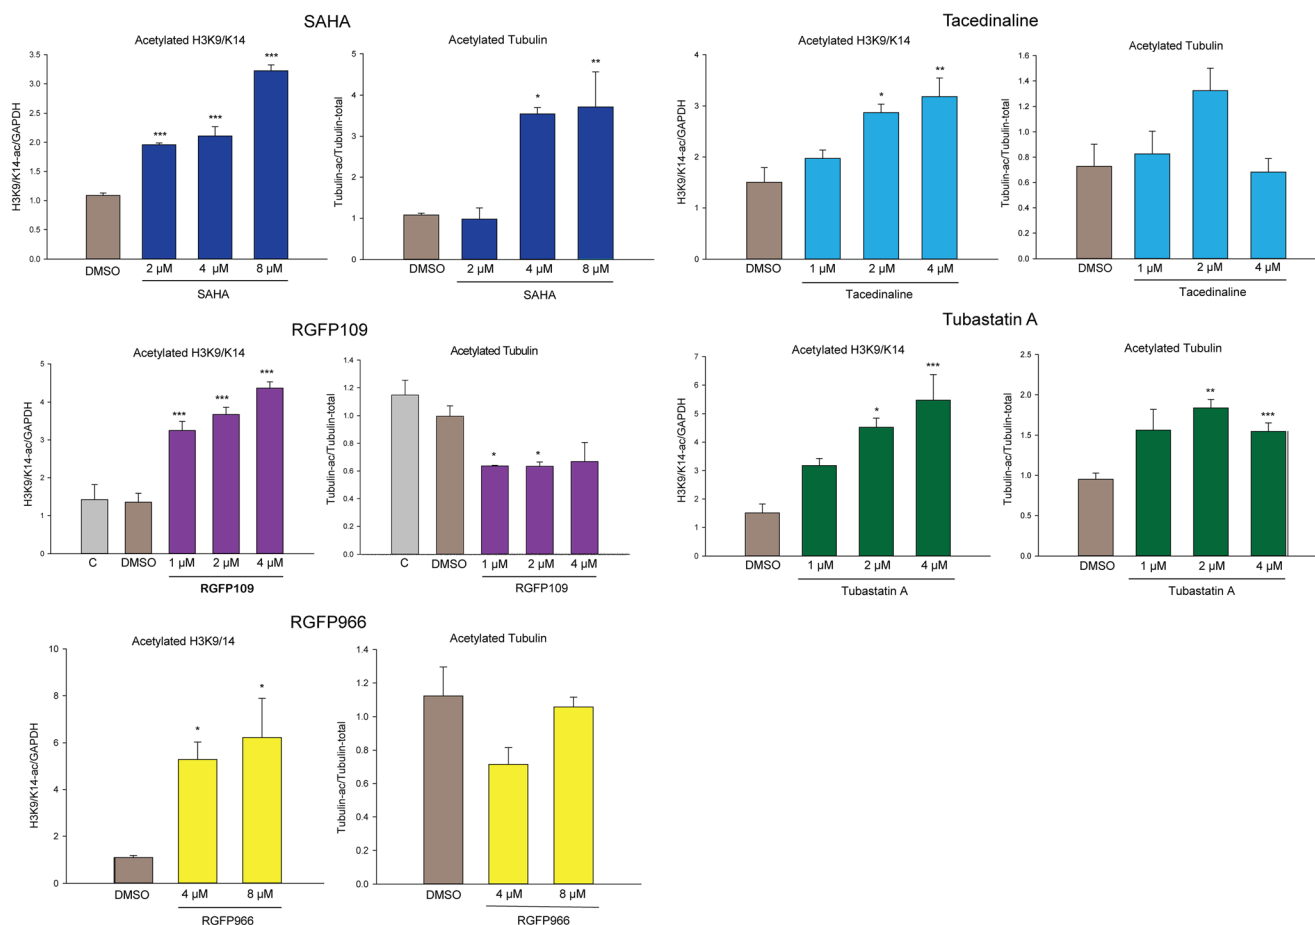 SAHA
Acetylated H3K9/K14
H3K9/K14-ac/GAPDH
3.5
3.0
2.5
2.0
1.5
1.0
0.5
0.0
***
***
***
DMSO
2 µM
4 µM
8 µM
SAHA
Acetylated Tubulin
Tubulin-ac/Tubulin-total
5
4
3
2
1
0
*
**
DMSO
2 µM
4 µM
8 µM
SAHA
Tacedinaline
Acetylated H3K9/K14
H3K9/K14-ac/GAPDH
4
3
2
1
0
*
**
DMSO
1 µM
2 µM
4 µM
Tacedinaline
Acetylated Tubulin
Tubulin-ac/Tubulin-total
1.6
1.4
1.2
1.0
0.8
0.6
0.4
0.2
0.0
DMSO
1 µM
2 µM
4 µM
Tacedinaline
RGFP109
Acetylated H3K9/K14
H3K9/K14-ac/GAPDH
5
4
3
2
1
0
***
***
***
C
DMSO
1 µM
2 µM
4 µM
RGFP109
Acetylated Tubulin
Tubulin-ac/Tubulin-total
1.4
1.2
1.0
0.8
0.6
0.4
0.2
0.0
*
*
C
DMSO
1 µM
2 µM
4 µM
RGFP109
Tubastatin A
Acetylated H3K9/K14
H3K9/K14-ac/GAPDH
7
6
5
4
3
2
1
0
*
***
DMSO
1 µM
2 µM
4 µM
Tubastatin A
Acetylated Tubulin
Tubulin-ac/Tubulin-total
2.5
2.0
1.5
1.0
0.5
0.0
**
***
DMSO
1 µM
2 µM
4 µM
Tubastatin A
RGFP966
Acetylated H3K9/14
H3K9/K14-ac/GAPDH
10
8
6
4
2
0
*
*
DMSO
4 µM
8 µM
RGFP966
Acetylated Tubulin
Tubulin-ac/Tubulin-total
1.4
1.2
1.0
0.8
0.6
0.4
0.2
0.0
DMSO
4 µM
8 µM
RGFP966